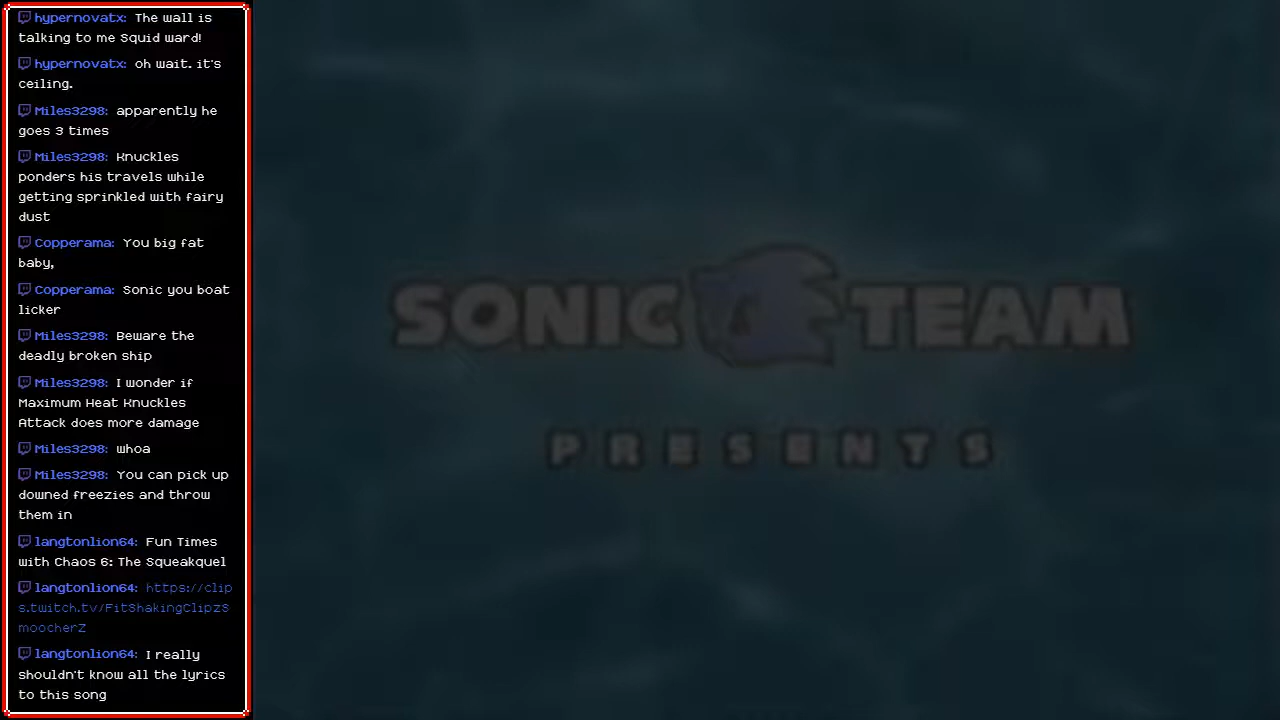 hypernovatx: The wall is
talking to me Squid ward!
hypernovatx: oh wait. it's
ceiling.
Miles3298: apparently he
goes 3 times
Miles3298: Knuckles
ponders his travels while
getting sprinkled with fairy
dust
Copperama: You big fat
baby,
Copperama: Sonic you boat
licker
Miles3298: Beware the
deadly broken ship
Miles3298: I wonder if
Maximum Heat Knuckles
Attack does more damage
Miles3298: whoa
Miles3298: You can pick up
downed freezies and throw
them in
langtonlion64: Fun Times
with Chaos 6: The Squeakquel
langtonlion64: https://clip
s.twitch.tv/FitShakingClipzS
moocherZ
langtonlion64: I really
shouldn't know all the lyrics
to this song
SONIC TEAM
PRESENTS